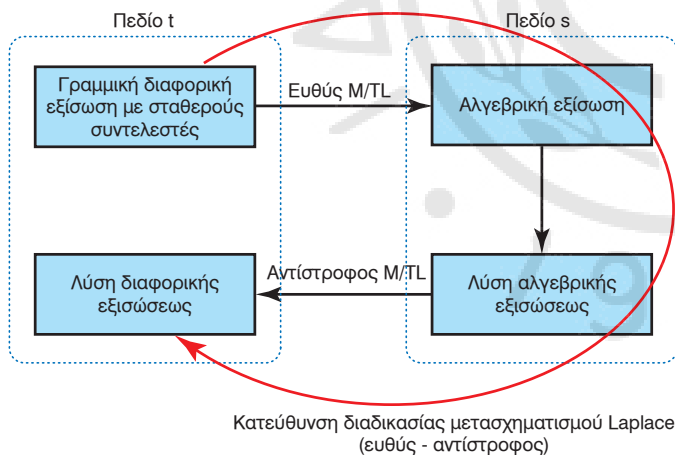 Πεδίο t
Πεδίο s
Γραμμική διαφορική
εξίσωση με σταθερούς
συντελεστές
Ευθύς M/TL
Αλγεβρική εξίσωση
Λύση διαφορικής
εξισώσεως
Αντίστροφος M/TL
Λύση αλγεβρικής
εξισώσεως
Κατεύθυνση διαδικασίας μετασχηματισμού Laplace
(ευθύς - αντίστροφος)